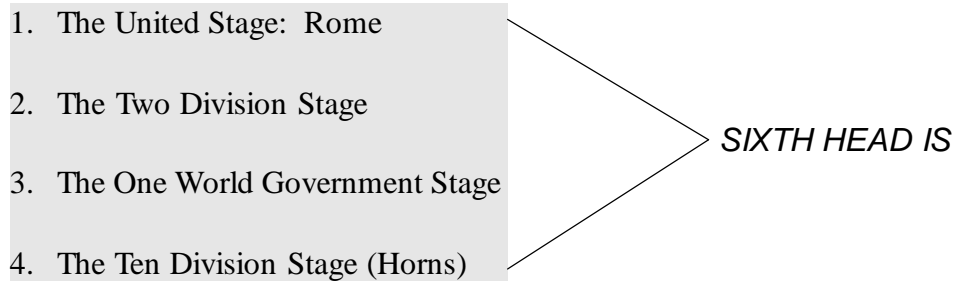 1. The United Stage: Rome
2. The Two Division Stage
3. The One World Government Stage
4. The Ten Division Stage (Horns)
SIXTH HEAD IS